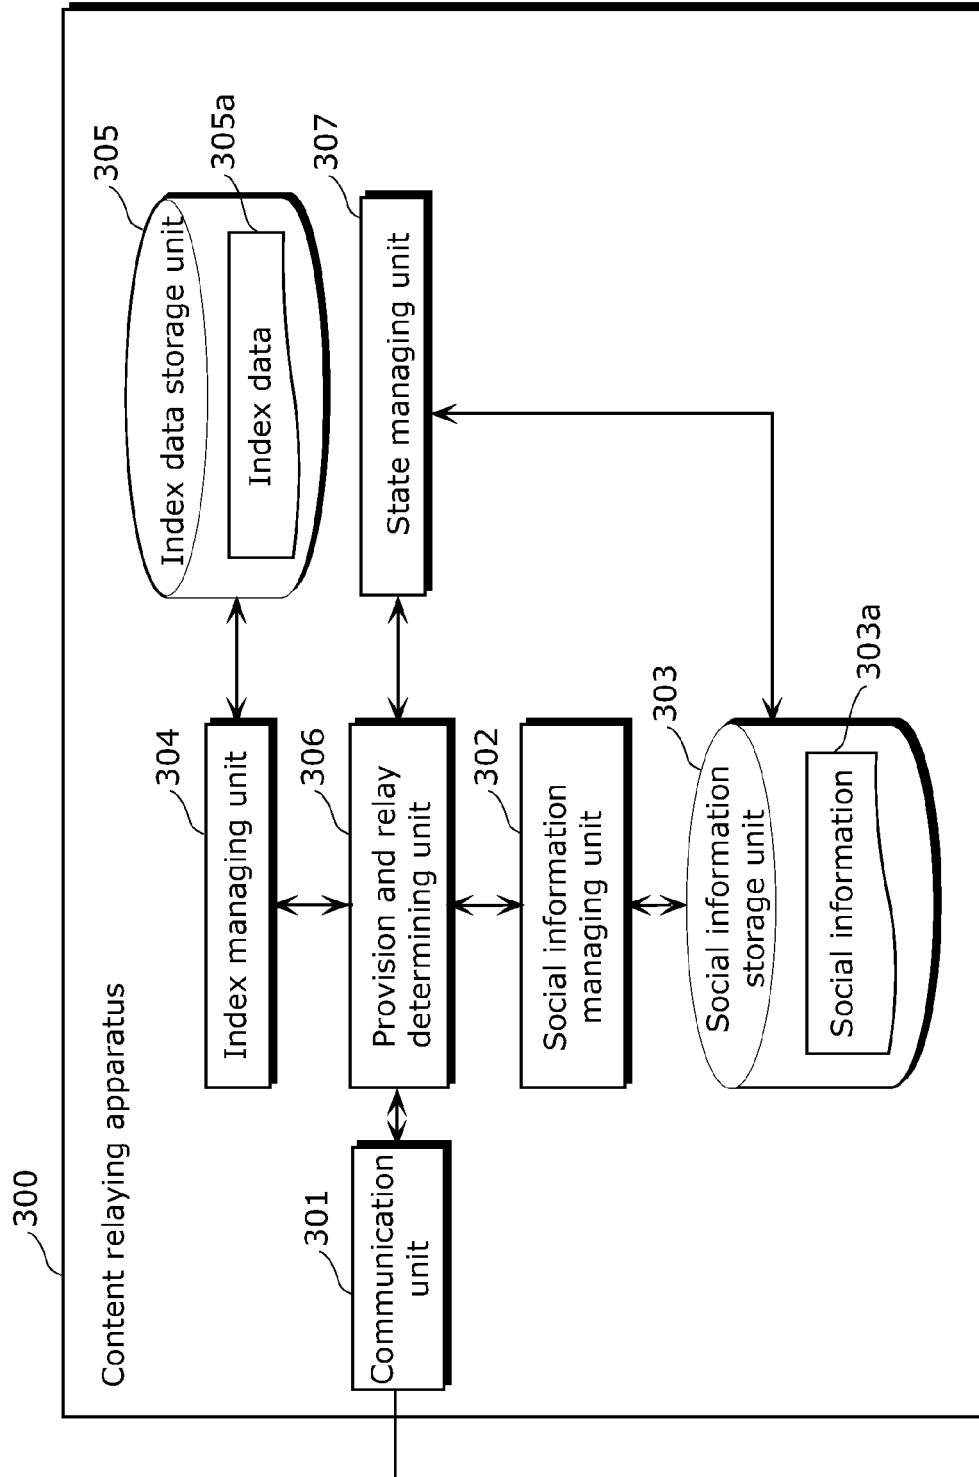 300
Content relaying apparatus
304
Index managing unit
305
Index data storage unit
305a
Index data
301
Communication
unit
306
Provision and relay
determining unit
307
State managing unit
302
Social information
managing unit
303
Social information
storage unit
303a
Social information